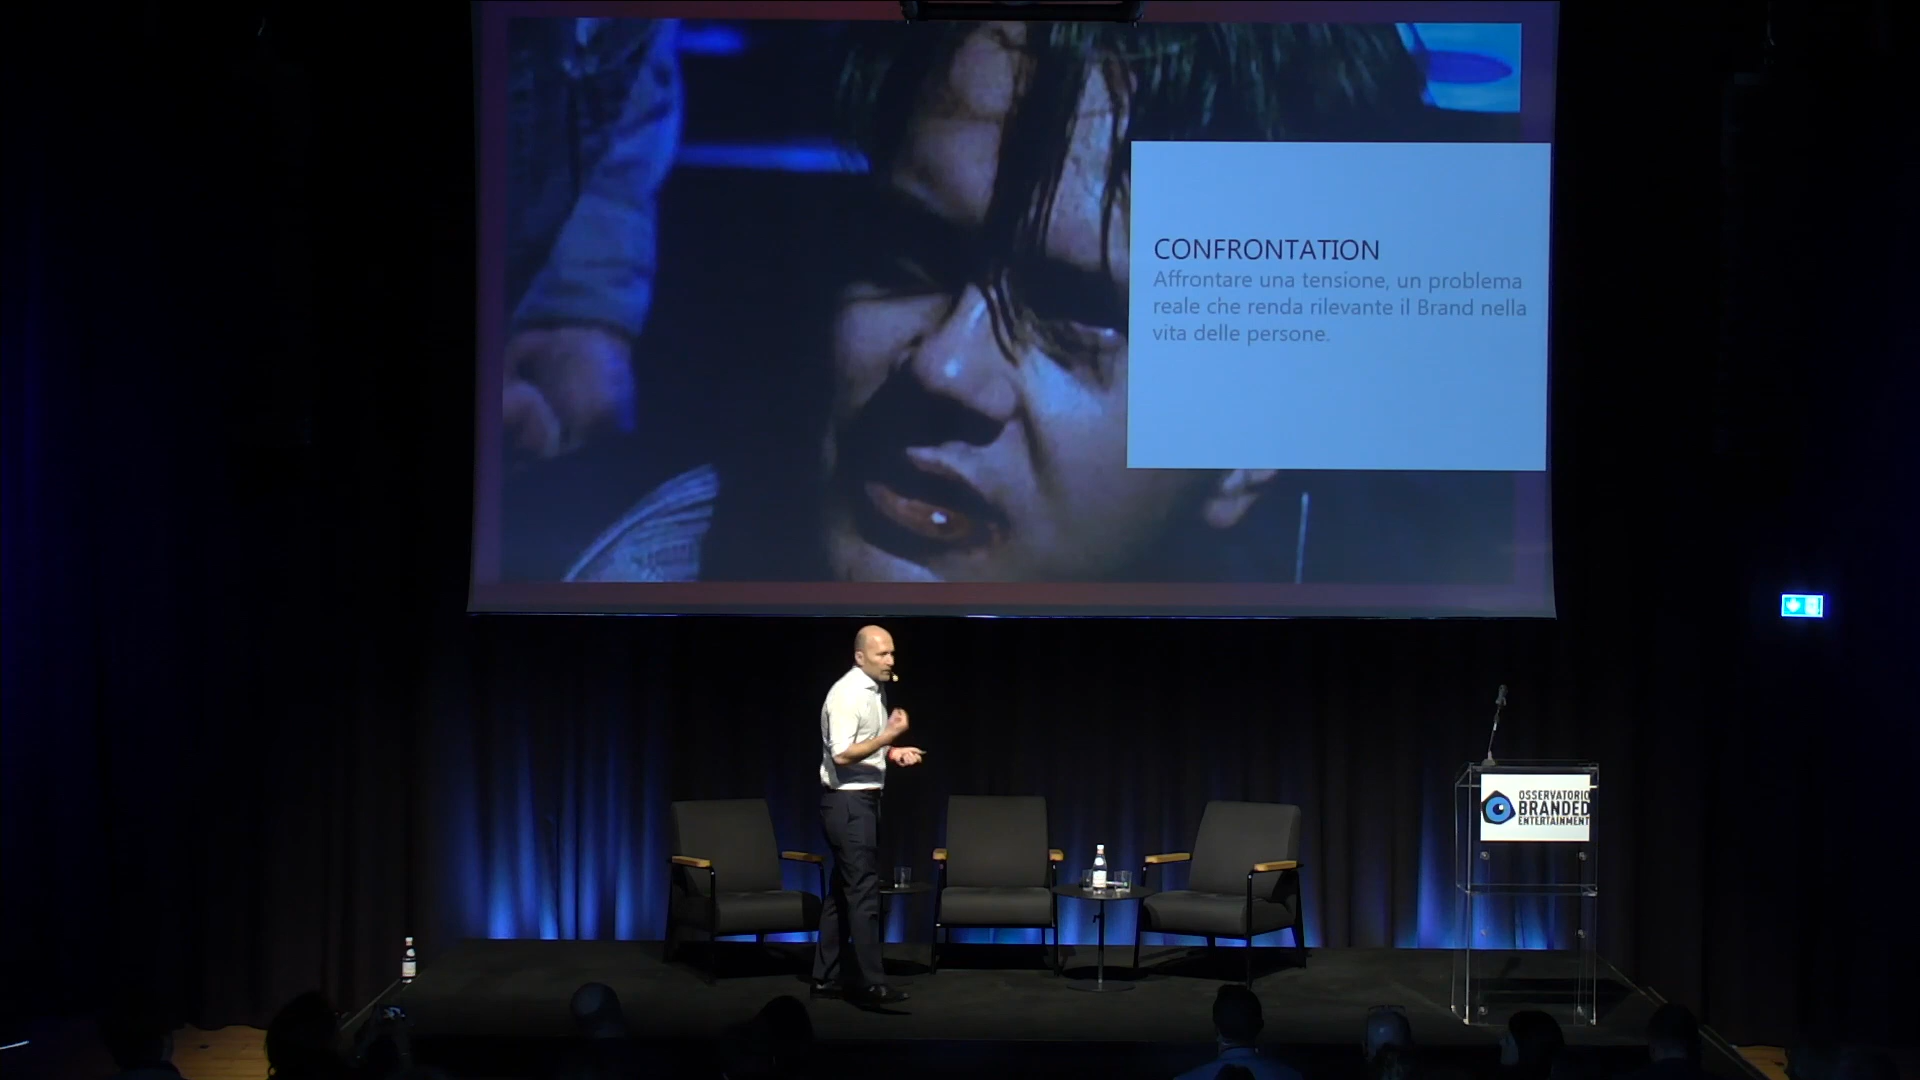 CONFRONTATION
Affrontare una tensione, un problema
reale che renda rilevante il Brand nella
vita delle persone.
OSSERVATORIO
BRANDED
ENTERTAINMENT